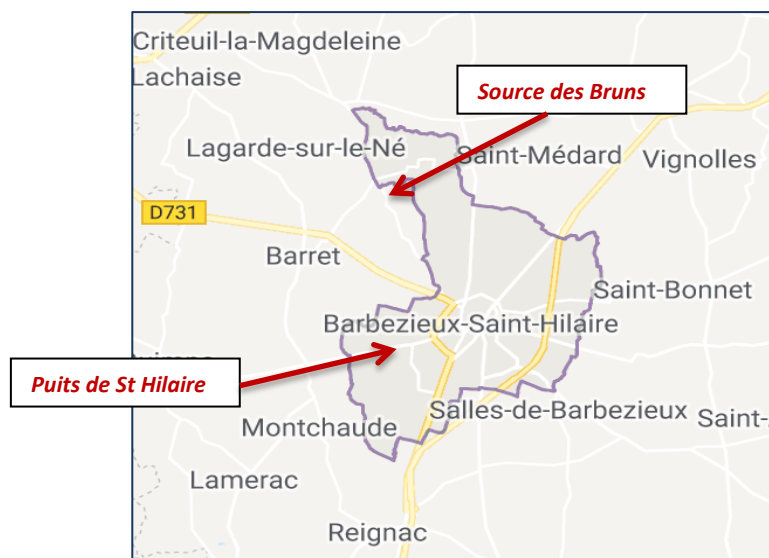 Criteuil-la-Magdeleine
Lachaise
Source des Bruns
Lagarde-sur-le-Né
Saint-Médard
Vignolles
D731
Barret
Saint-Bonnet
Barbezieux-Saint-Hilaire
Puits de St Hilaire
Salles-de-Barbezieux
Montchaude
Lamerac
Reignac